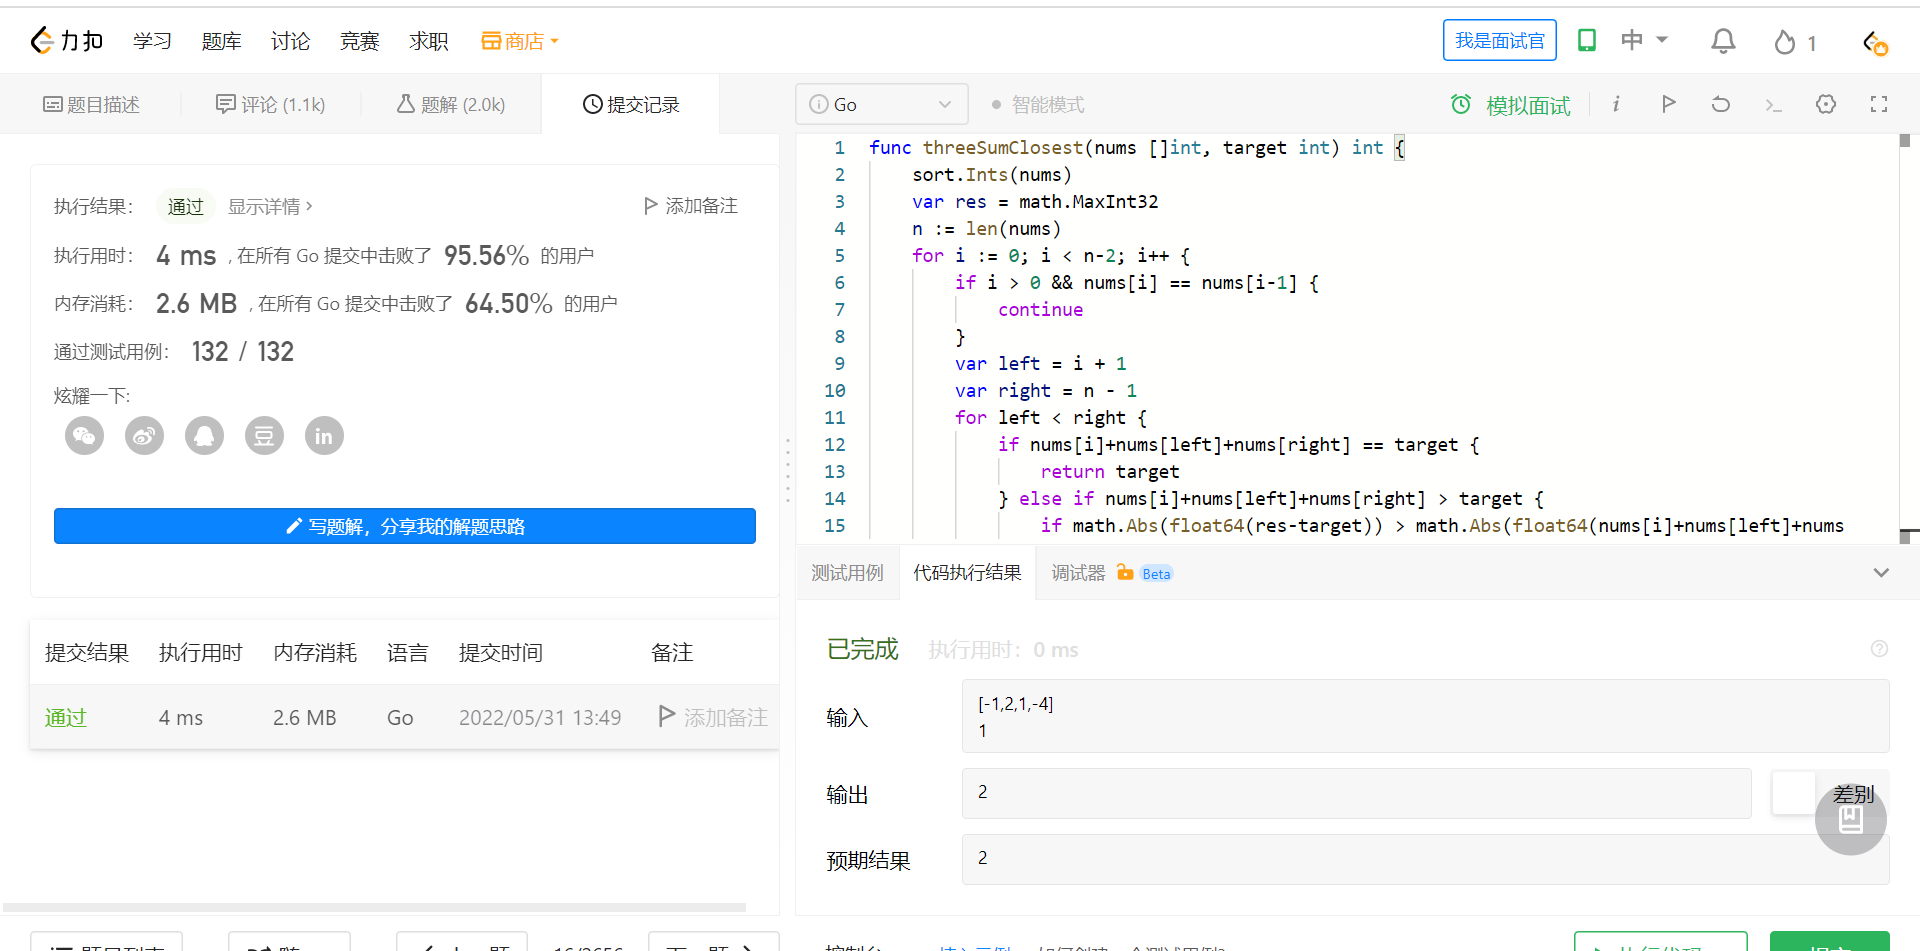 力扣 学习 题库 讨论 竞赛 求职 商店 我是面试官 中 1
题目描述 评论 (1.1k) 题解 (2.0k) 提交记录
执行结果： 通过 显示详情 › 添加备注
执行用时： 4 ms , 在所有 Go 提交中击败了 95.56% 的用户
内存消耗： 2.6 MB , 在所有 Go 提交中击败了 64.50% 的用户
通过测试用例： 132 / 132
炫耀一下:
豆 in
写题解，分享我的解题思路
提交结果 执行用时 内存消耗 语言 提交时间 备注
通过 4 ms 2.6 MB Go 2022/05/31 13:49 添加备注
i Go 智能模式 模拟面试 i >_
1 func threeSumClosest(nums []int, target int) int {
2 sort.Ints(nums)
3 var res = math.MaxInt32
4 n := len(nums)
5 for i := 0; i < n-2; i++ {
6 if i > 0 && nums[i] == nums[i-1] {
7 continue
8 }
9 var left = i + 1
10 var right = n - 1
11 for left < right {
12 if nums[i]+nums[left]+nums[right] == target {
13 return target
14 } else if nums[i]+nums[left]+nums[right] > target {
15 if math.Abs(float64(res-target)) > math.Abs(float64(nums[i]+nums[left]+nums
测试用例 代码执行结果 调试器 Beta
已完成 执行用时： 0 ms ?
输入 [-1,2,1,-4]
1
输出 2 差别
预期结果 2